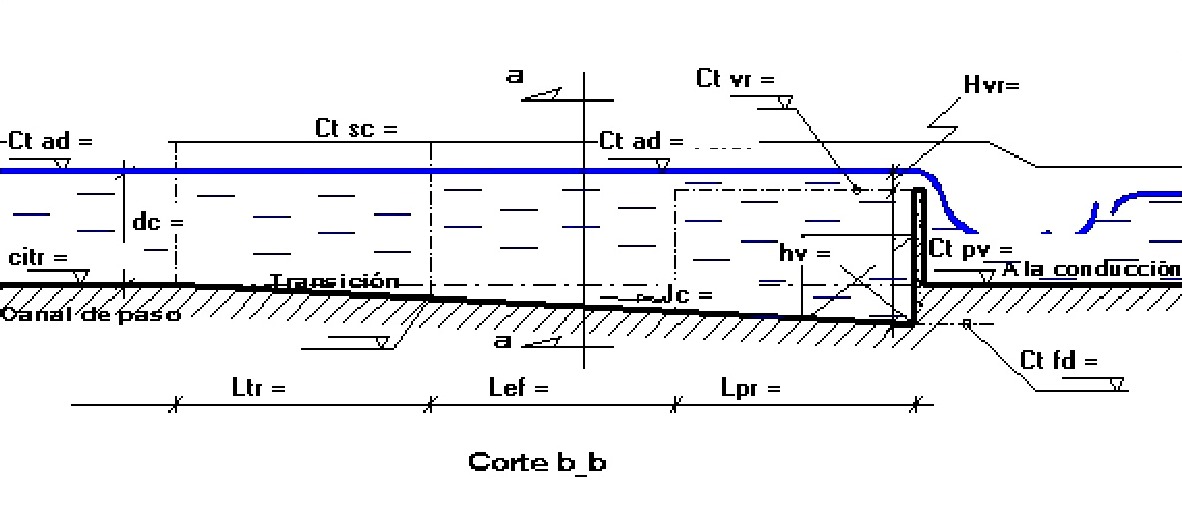 a
Ct vr =
Hvr=
Ct ad =
Ct sc =
Ct ad =
dc =
hv =
Ct pv =
citr =
Transición
A la conducción
Jc =
Canal de paso
a
Ct fd =
Ltr =
Lef =
Lpr =
Corte b_b